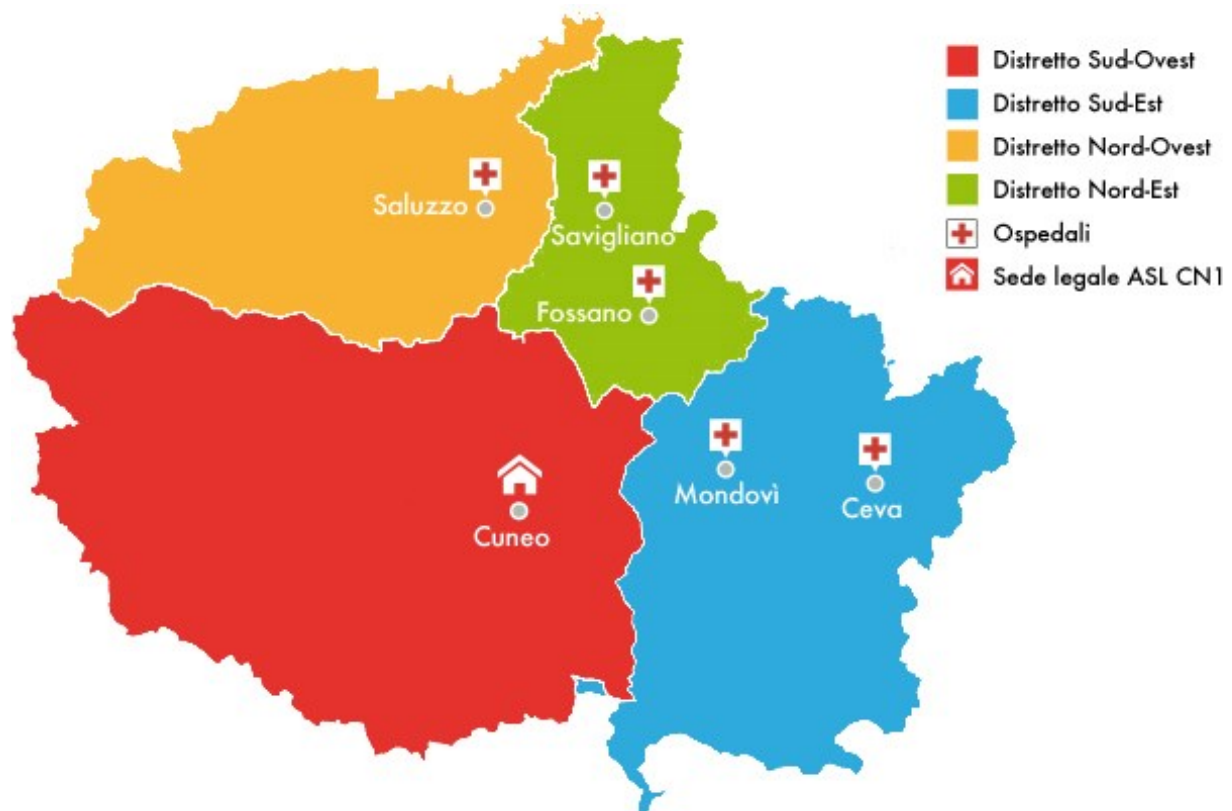 Distretto Sud-Ovest
Distretto Sud-Est
Distretto Nord-Ovest
Distretto Nord-Est
Ospedali
Sede legale ASL CN1
Saluzzo
Savigliano
Fossano
Mondovì
Ceva
Cuneo